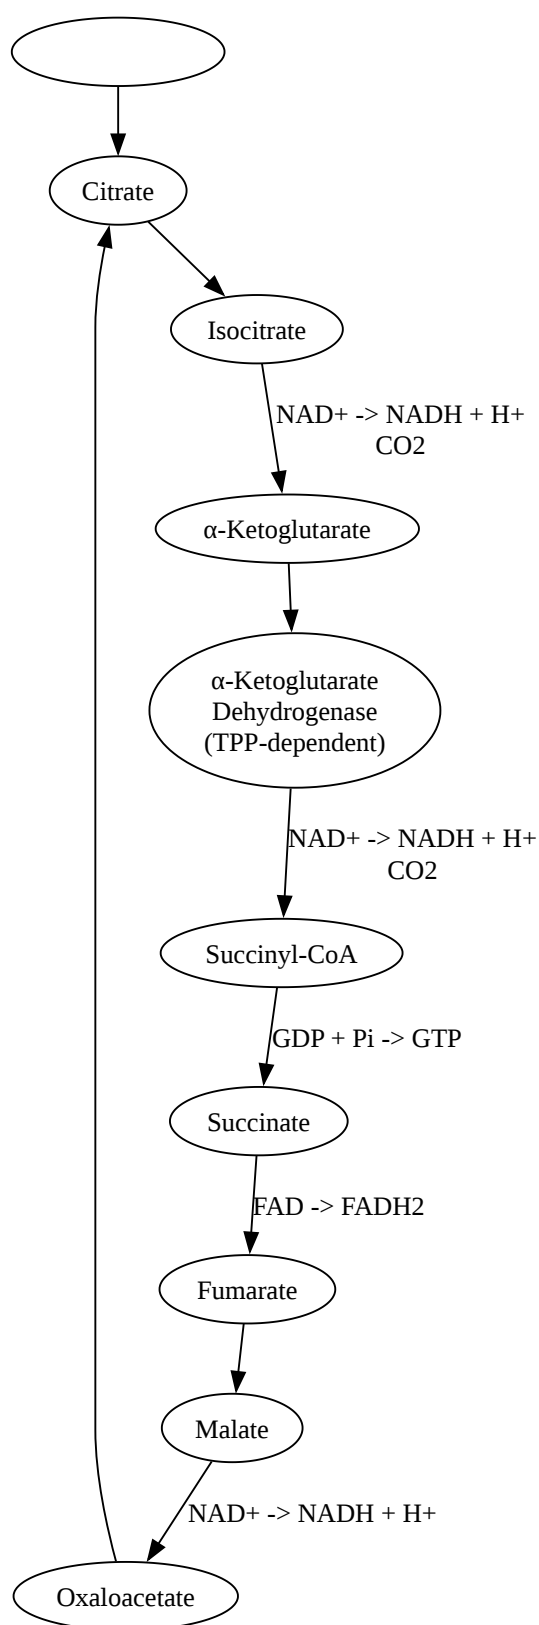 Citrate
Isocitrate
NAD+ -> NADH + H+
CO2
α-Ketoglutarate
α-Ketoglutarate
Dehydrogenase
(TPP-dependent)
NAD+ -> NADH + H+
CO2
Succinyl-CoA
GDP + Pi -> GTP
Succinate
FAD -> FADH2
Fumarate
Malate
NAD+ -> NADH + H+
Oxaloacetate